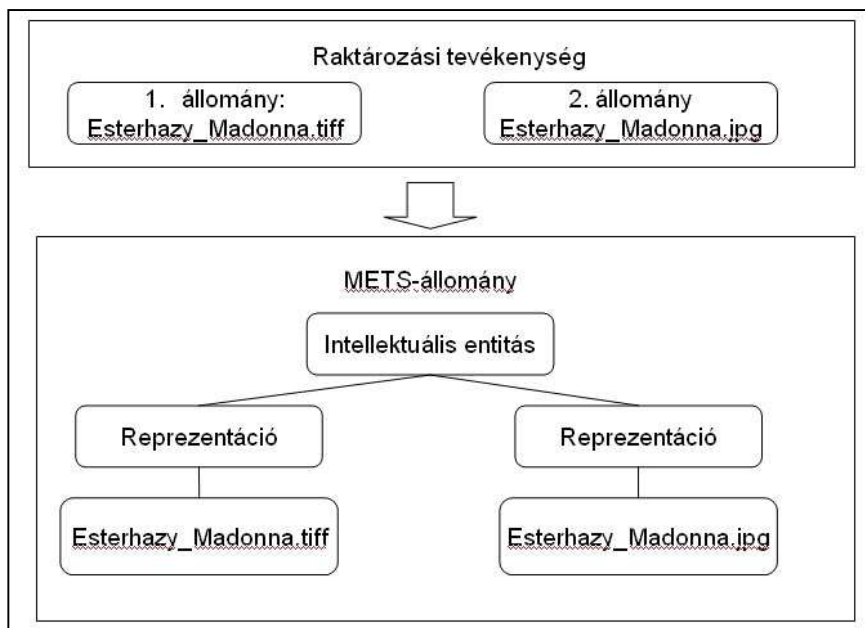 Raktározási tevékenység
1. állomány:
Esterhazy_Madonna.tiff
2. állomány
Esterhazy_Madonna.jpg
METS-állomány
Intellektuális entitás
Reprezentáció
Reprezentáció
Esterhazy_Madonna.tiff
Esterhazy_Madonna.jpg